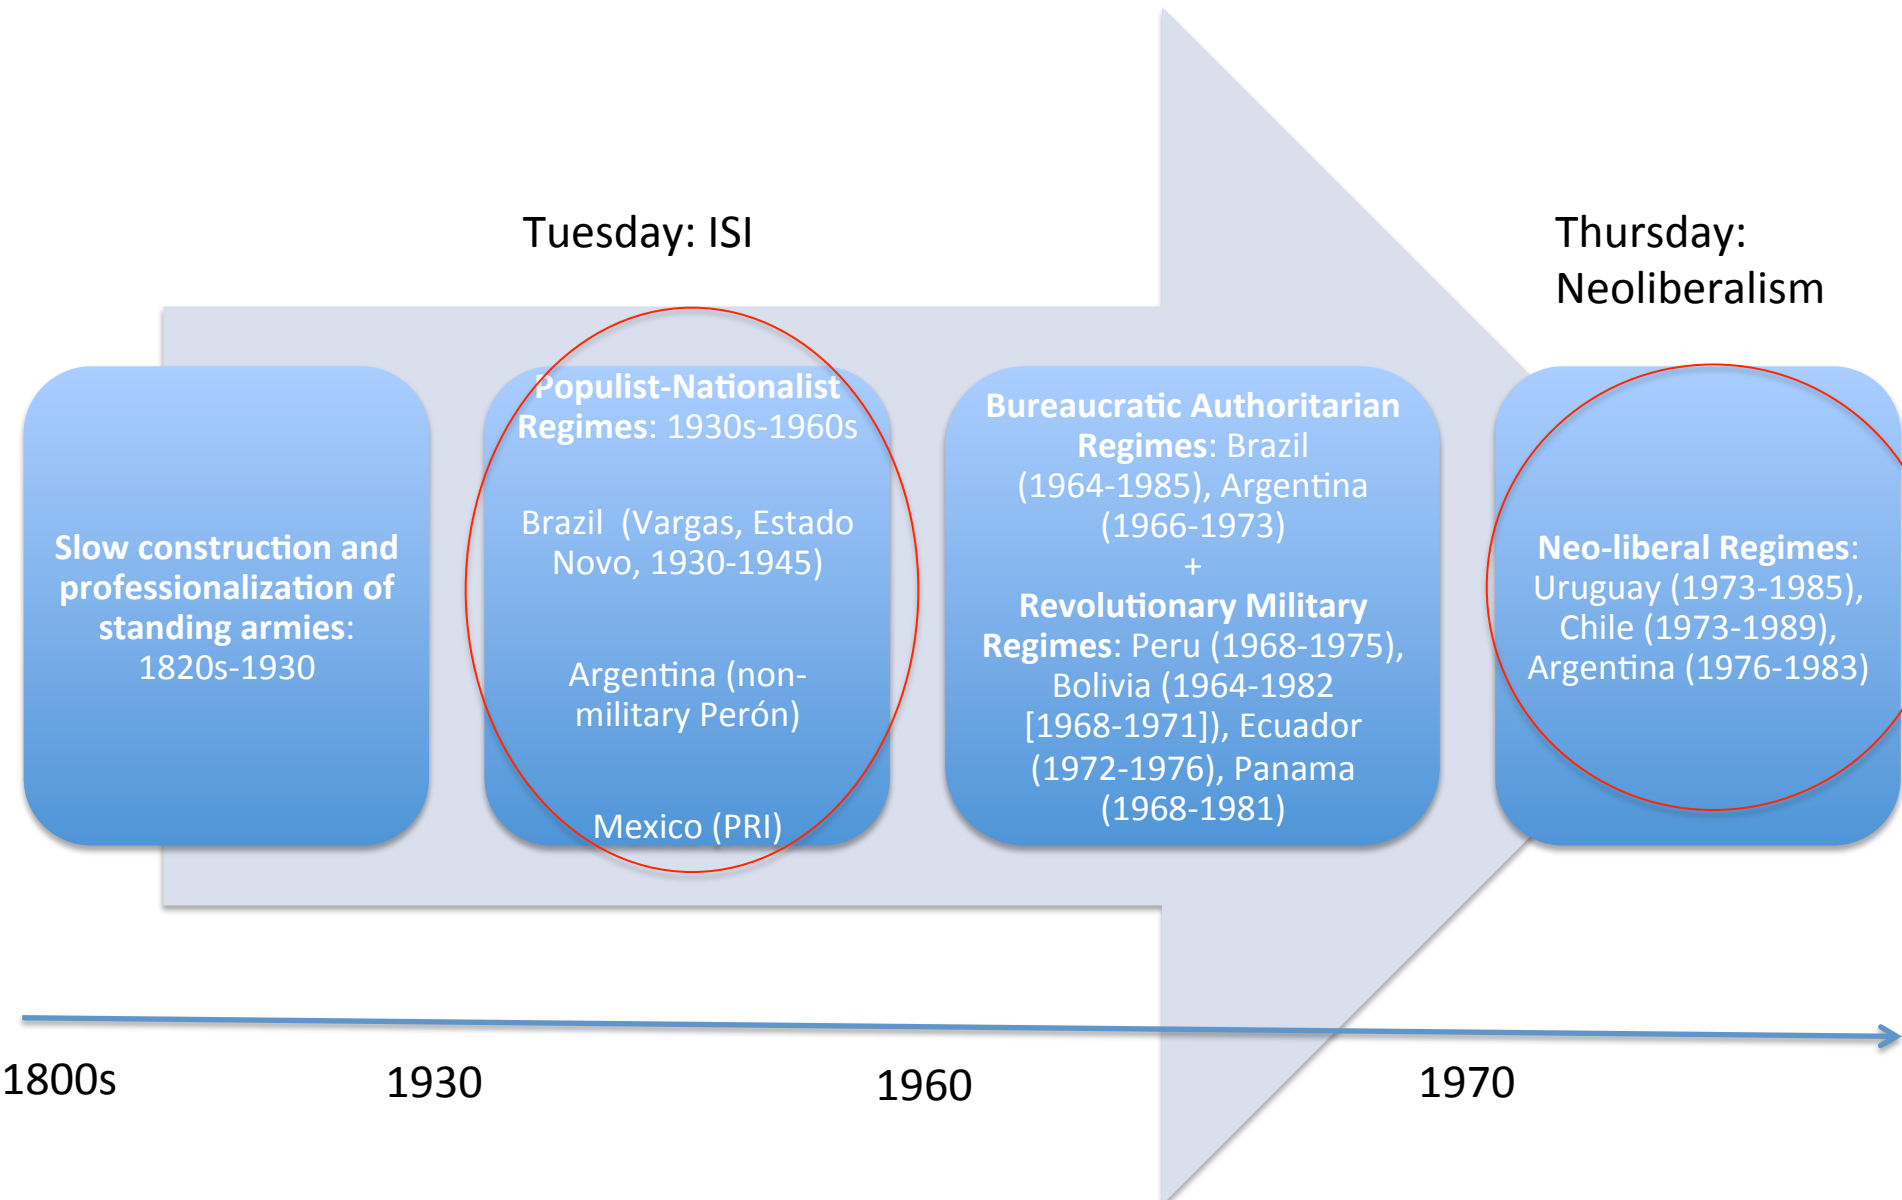 Tuesday: ISI
Thursday:
Neoliberalism
Slow construction and
professionalization of
standing armies:
1820s-1930
Populist-Nationalist
Regimes: 1930s-1960s
Brazil  (Vargas, Estado
Novo, 1930-1945)
Argentina (non-
military Perón)
Mexico (PRI)
Bureaucratic Authoritarian
Regimes: Brazil
(1964-1985), Argentina
(1966-1973)
+
Revolutionary Military
Regimes: Peru (1968-1975),
Bolivia (1964-1982
[1968-1971]), Ecuador
(1972-1976), Panama
(1968-1981)
Neo-liberal Regimes:
Uruguay (1973-1985),
Chile (1973-1989),
Argentina (1976-1983)
1800s
1930
1960
1970